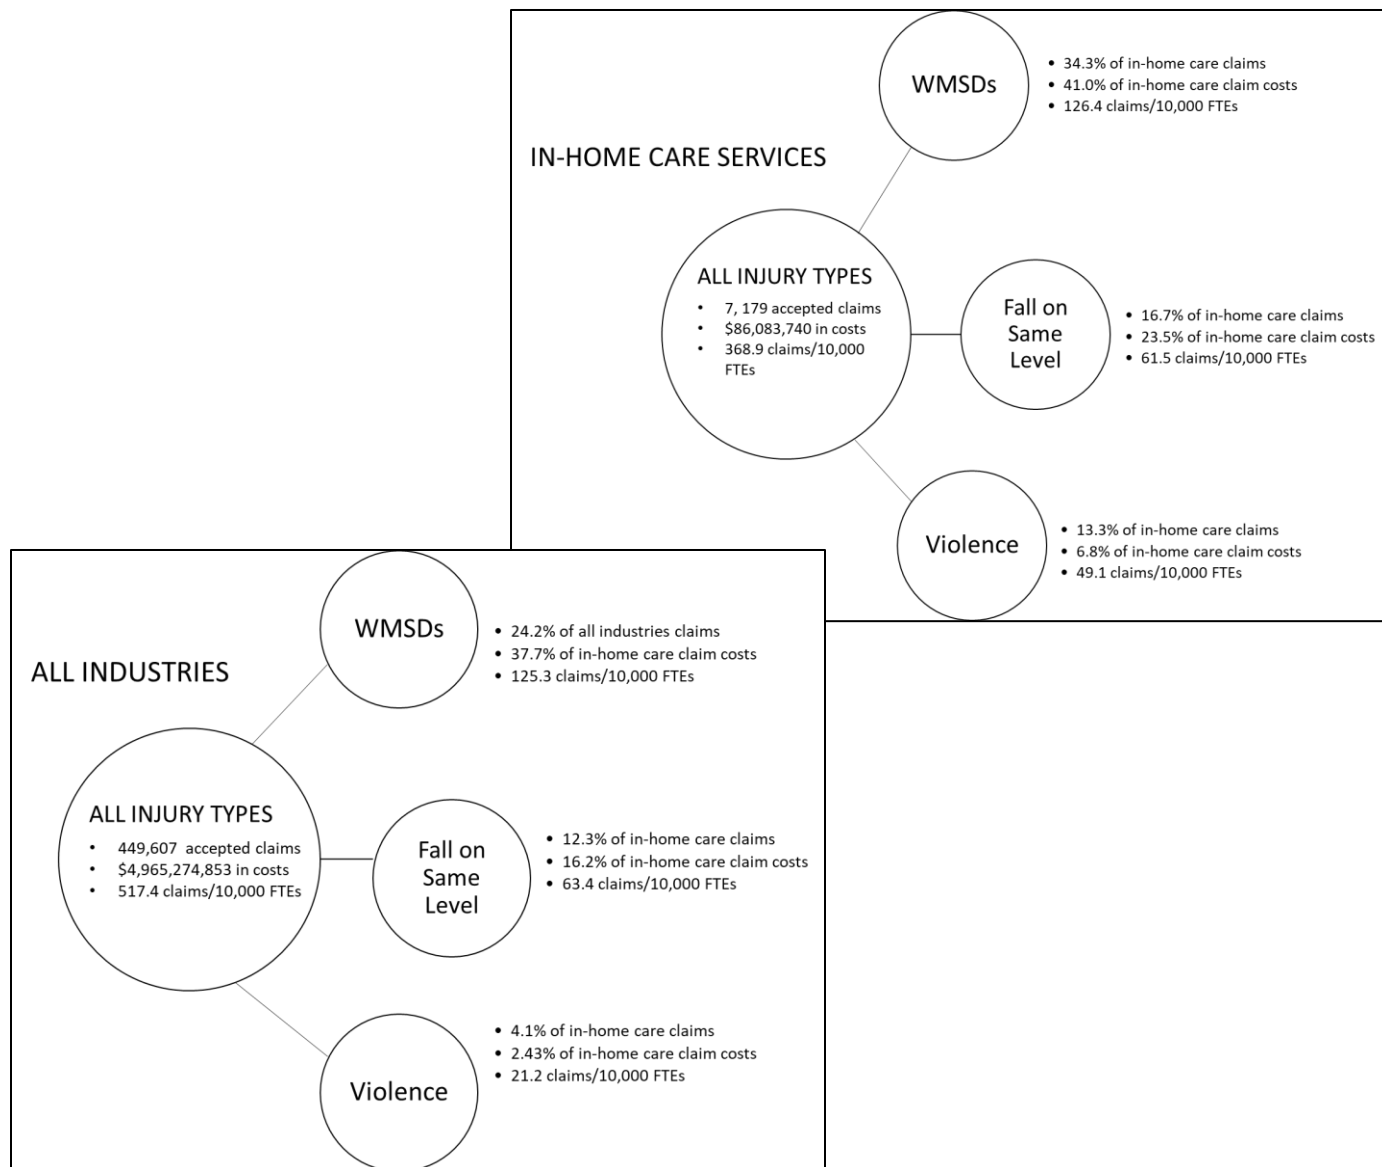 IN-HOME CARE SERVICES
WMSDs
• 34.3% of in-home care claims
• 41.0% of in-home care claim costs
• 126.4 claims/10,000 FTEs
ALL INJURY TYPES
• 7, 179 accepted claims
• $86,083,740 in costs
• 368.9 claims/10,000
FTEs
Fall on
Same
Level
• 16.7% of in-home care claims
• 23.5% of in-home care claim costs
• 61.5 claims/10,000 FTEs
Violence
• 13.3% of in-home care claims
• 6.8% of in-home care claim costs
• 49.1 claims/10,000 FTEs
ALL INDUSTRIES
WMSDs
• 24.2% of all industries claims
• 37.7% of in-home care claim costs
• 125.3 claims/10,000 FTEs
ALL INJURY TYPES
• 449,607 accepted claims
• $4,965,274,853 in costs
• 517.4 claims/10,000 FTEs
Fall on
Same
Level
• 12.3% of in-home care claims
• 16.2% of in-home care claim costs
• 63.4 claims/10,000 FTEs
Violence
• 4.1% of in-home care claims
• 2.43% of in-home care claim costs
• 21.2 claims/10,000 FTEs